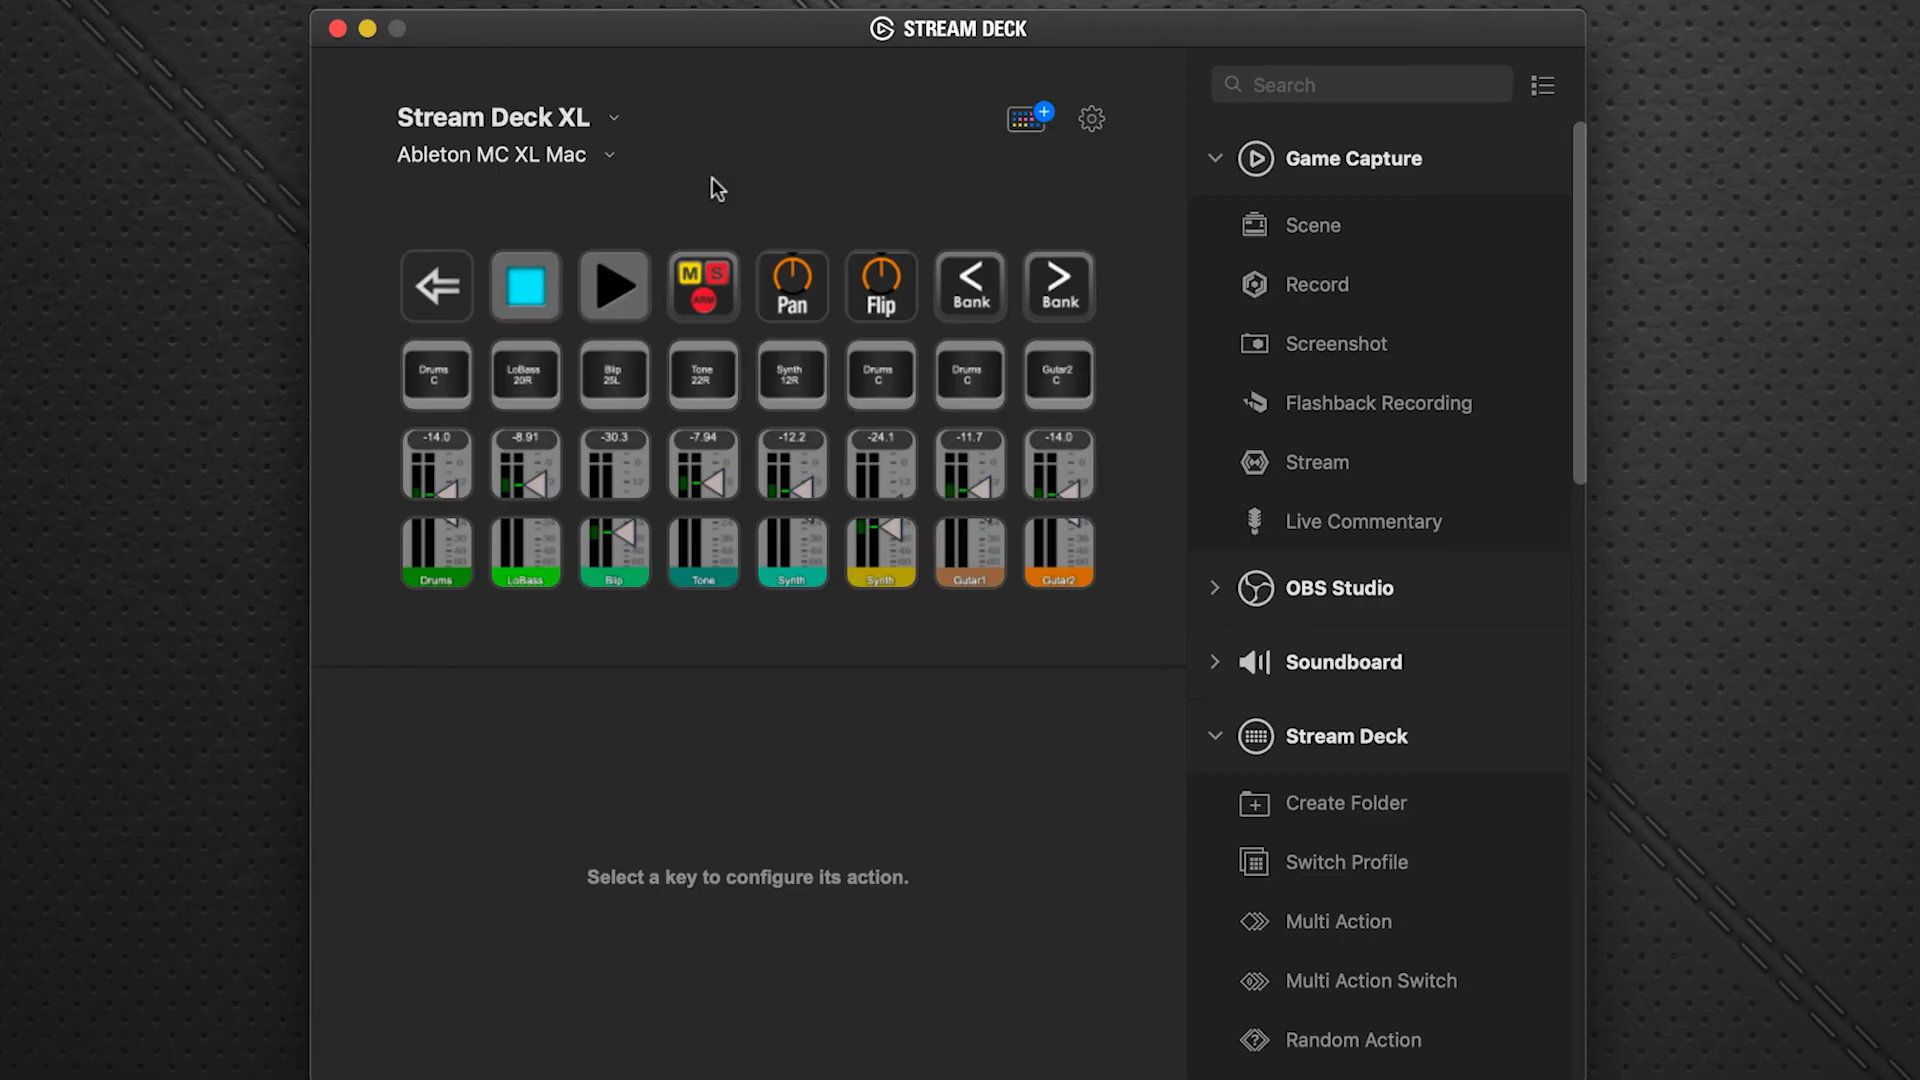 STREAM DECK
Stream Deck XL
Ableton MC XL Mac
M S
ARM
Pan
Flip
Bank
Bank
Drums
C
LoBass
20R
Blip
25L
Tone
22R
Synth
12R
Drums
C
Drums
C
Gutar2
C
-14.0
-8.91
-30.3
-7.94
-12.2
-24.1
-11.7
-14.0
Drums
LoBass
Blip
Tone
Synth
Synth
Gutar1
Gutar2
Select a key to configure its action.
Search
Game Capture
Scene
Record
Screenshot
Flashback Recording
Stream
Live Commentary
OBS Studio
Soundboard
Stream Deck
Create Folder
Switch Profile
Multi Action
Multi Action Switch
Random Action